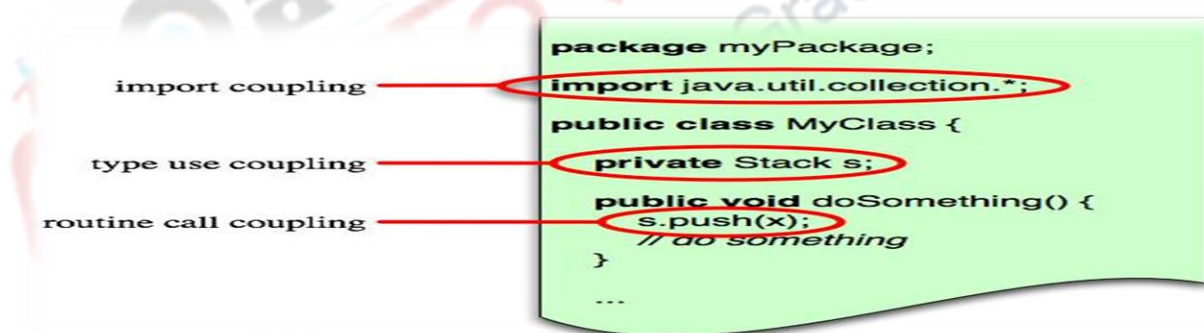 package myPackage;
import coupling
import java.util.collection.*;
public class MyClass {
type use coupling
private Stack s;
public void doSomething() {
routine call coupling
s.push(x);
// do something
}
...